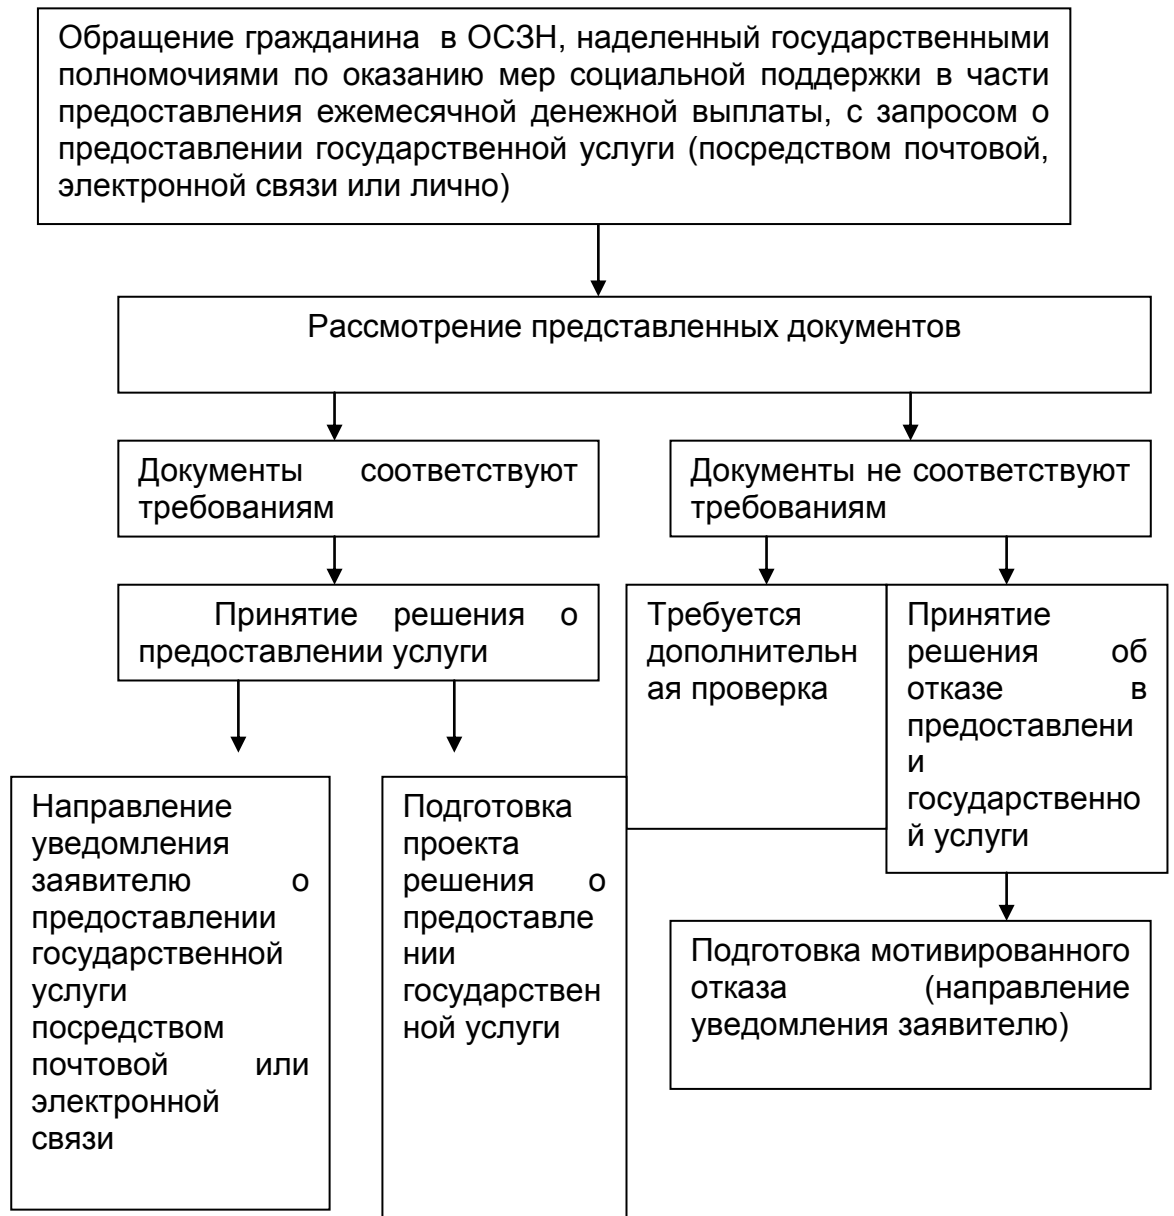 Обращение гражданина в ОСЗН, наделенный государственными
полномочиями по оказанию мер социальной поддержки в части
предоставления ежемесячной денежной выплаты, с запросом о
предоставлении государственной услуги (посредством почтовой,
электронной связи или лично)
Рассмотрение представленных документов
Документы соответствуют
требованиям
Документы не соответствуют
требованиям
Принятие решения о
предоставлении услуги
Требуется
дополнительн
ая проверка
Принятие
решения об
отказе в
предоставлени
и
государственно
й услуги
Направление
уведомления
заявителю о
предоставлении
государственной
услуги
посредством
почтовой или
электронной
связи
Подготовка
проекта
решения о
предоставле
нии
государствен
ной услуги
Подготовка мотивированного
отказа (направление
уведомления заявителю)